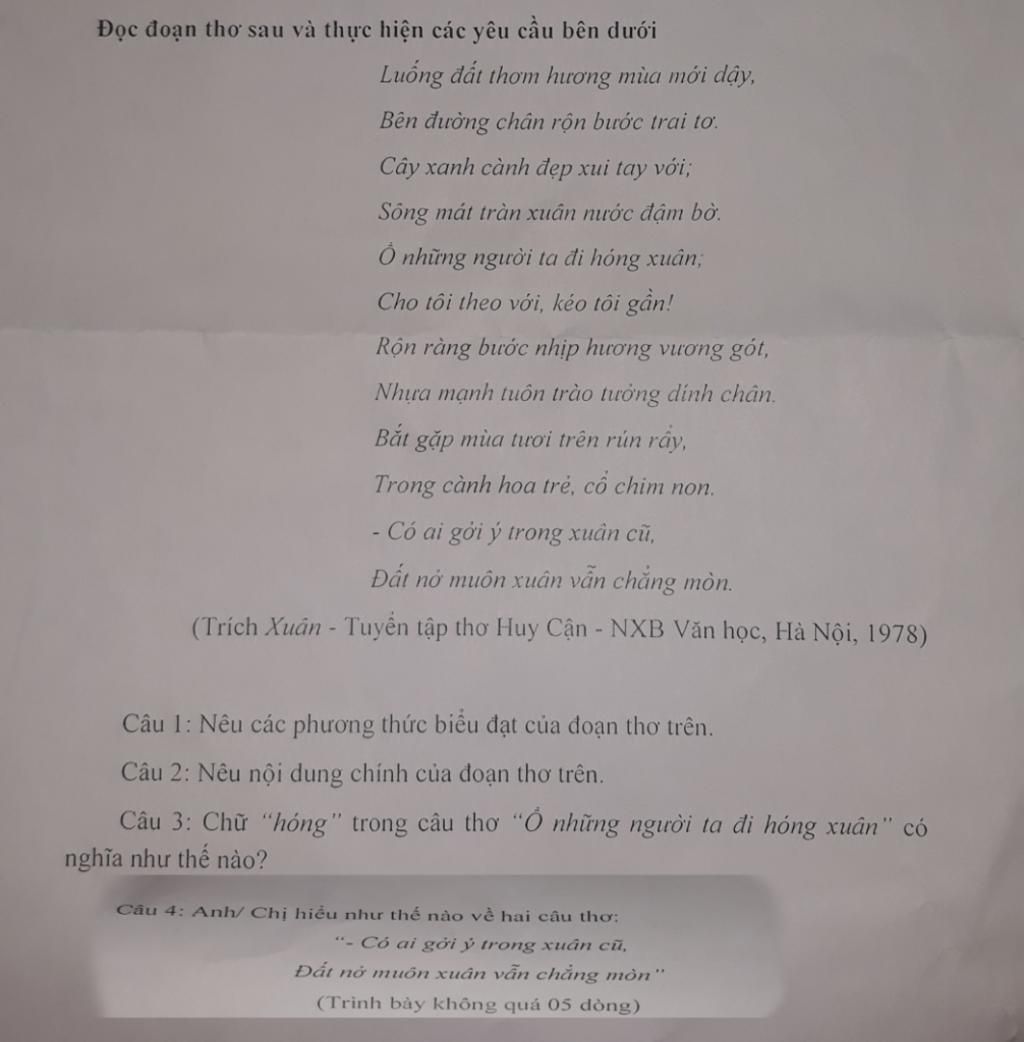 Đọc đoạn thơ sau và thực hiện các yêu cầu bên dưới
Luống đất thơm hương mùa mới dậy,
Bên đường chân rộn bước trai tơ.
Cây xanh cành đẹp xui tay với;
Sông mát tràn xuân nước đậm bờ.
Ồ những người ta đi hóng xuân;
Cho tôi theo với, kéo tôi gần!
Rộn ràng bước nhịp hương vương gót,
Nhựa mạnh tuôn trào tưởng dính chân.
Bắt gặp mùa tươi trên rún rẩy,
Trong cành hoa trẻ, cổ chim non.
- Có ai gởi ý trong xuân cũ,
Đất nở muôn xuân vẫn chẳng mòn.
(Trích Xuân - Tuyển tập thơ Huy Cận - NXB Văn học, Hà Nội, 1978)
Câu 1: Nêu các phương thức biểu đạt của đoạn thơ trên.
Câu 2: Nêu nội dung chính của đoạn thơ trên.
Câu 3: Chữ “hóng” trong câu thơ “Ồ những người ta đi hóng xuân” có
nghĩa như thế nào?
Câu 4: Anh/ Chị hiểu như thế nào về hai câu thơ:
“- Có ai gởi ý trong xuân cũ,
Đất nở muôn xuân vẫn chẳng mòn”
(Trình bày không quá 05 dòng)